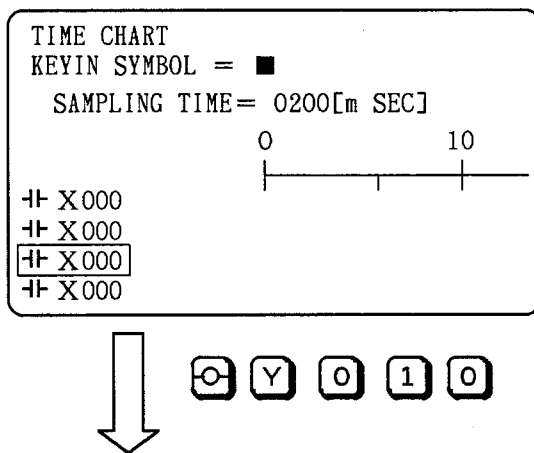 TIME CHART
KEYIN SYMBOL = ■
SAMPLING TIME= 0200[m SEC]
0 10
X000
X000
X000
X000
Y 0 1 0